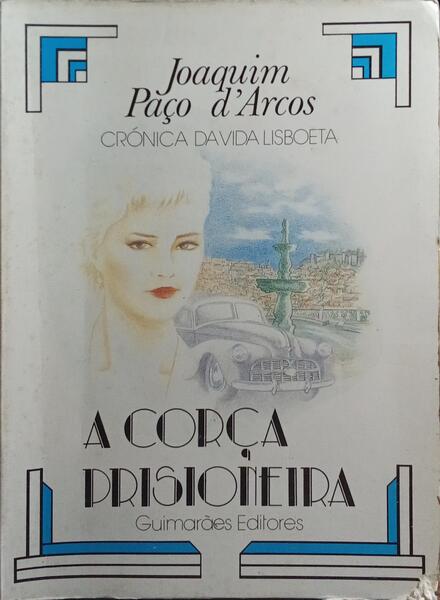 Joaquim
Paço d'Arcos
CRÓNICA DA VIDA LISBOETA
A CORÇA
PRISIONEIRA
Guimarães Editores